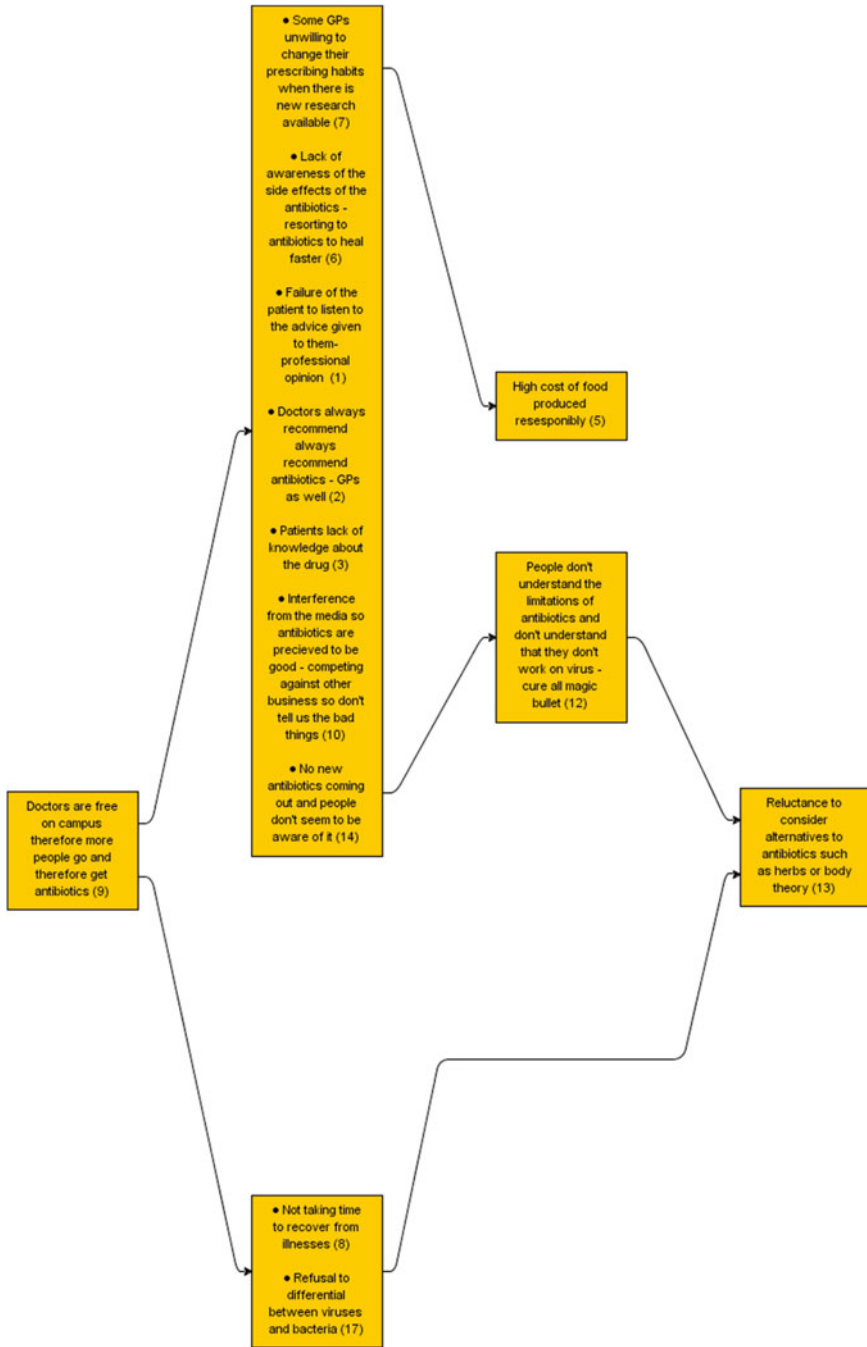 ● Some GPs
unwilling to
change their
prescribing habits
when there is
new research
available (7)
● Lack of
awareness of the
side effects of the
antibiotics -
resorting to
antibiotics to heal
faster (6)
● Failure of the
patient to listen to
the advice given
to them-
professional
opinion (1)
● Doctors always
recommend
always
recommend
antibiotics - GPs
as well (2)
● Patients lack of
knowledge about
the drug (3)
● Interference
from the media so
antibiotics are
precieved to be
good - competing
against other
business so don't
tell us the bad
things (10)
● No new
antibiotics coming
out and people
don't seem to be
aware of it (14)
High cost of food
produced
resesponibly (5)
People don't
understand the
limitations of
antibiotics and
don't understand
that they don't
work on virus -
cure all magic
bullet (12)
Doctors are free
on campus
therefore more
people go and
therefore get
antibiotics (9)
Reluctance to
consider
alternatives to
antibiotics such
as herbs or body
theory (13)
● Not taking time
to recover from
illnesses (8)
● Refusal to
differential
between viruses
and bacteria (17)